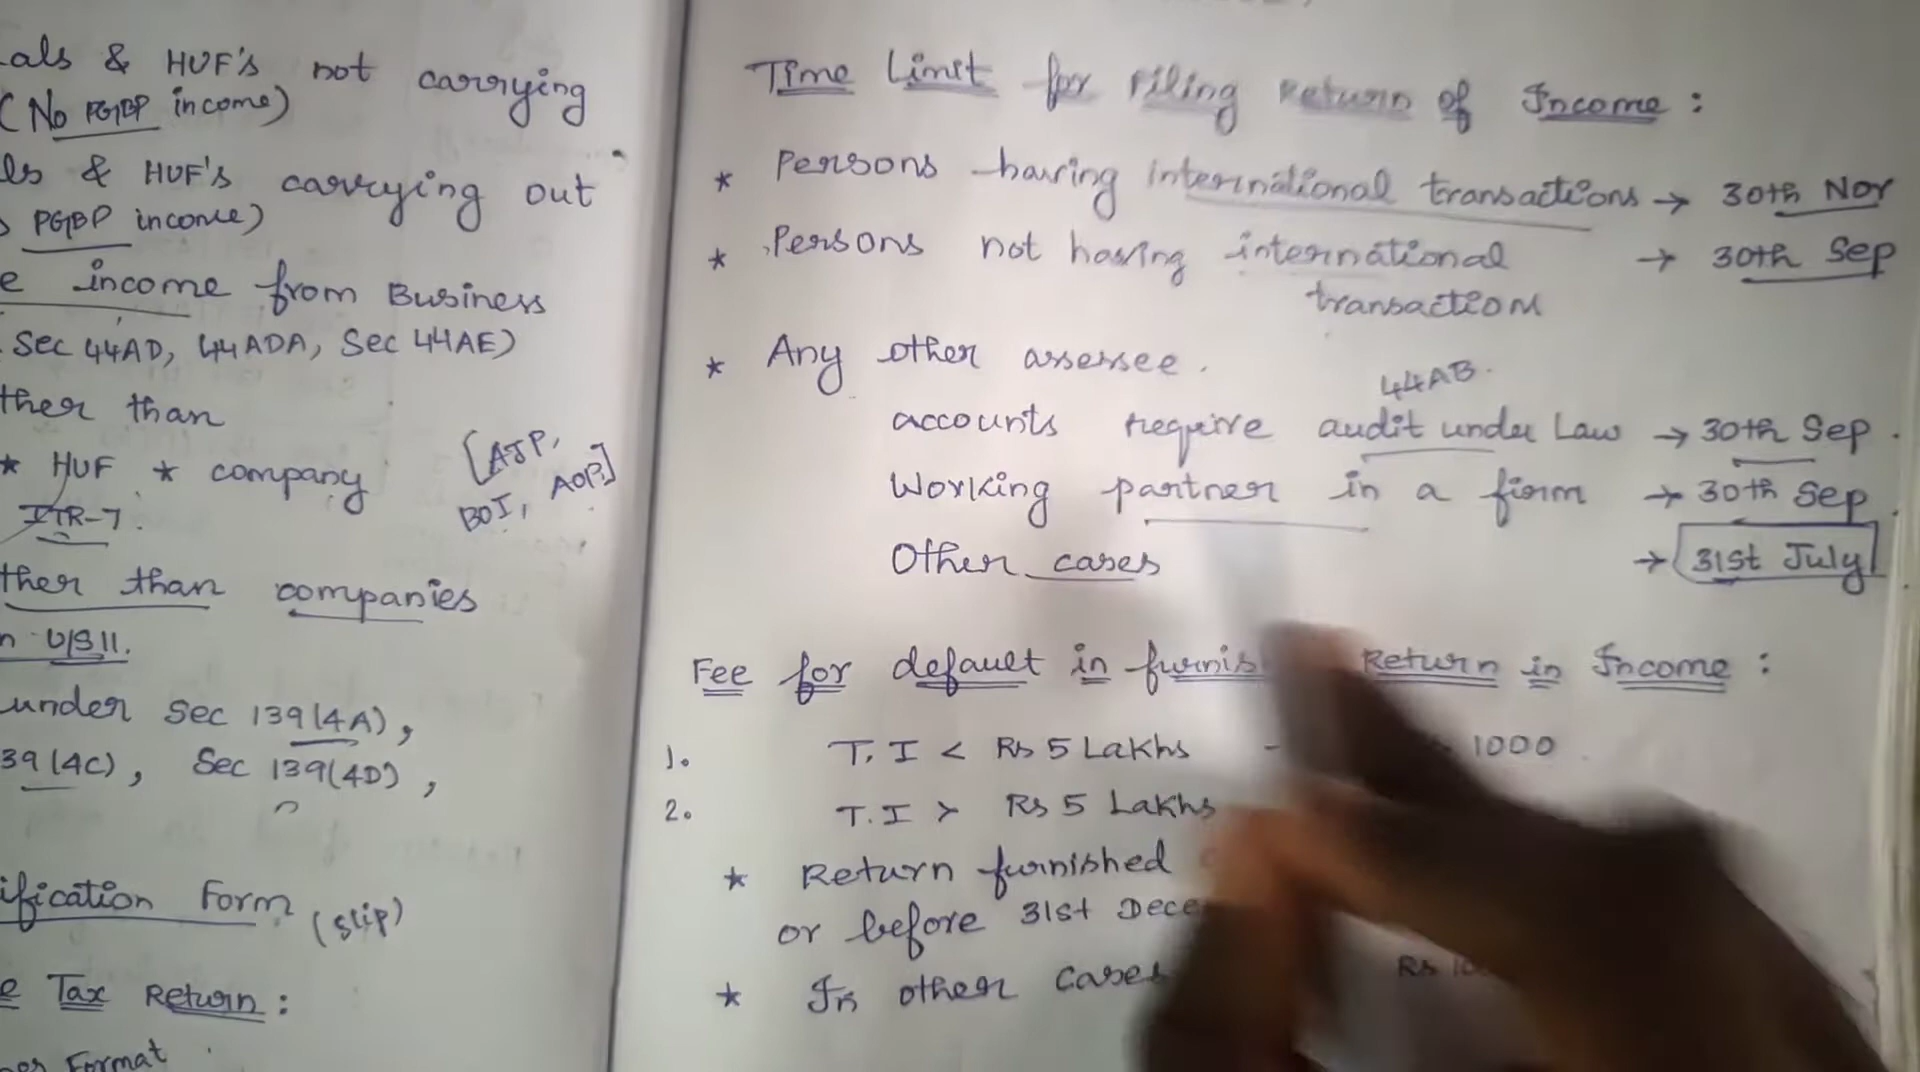 als & HUF's not carrying
(No PGBP income)
& HUF's carrying out
PGBP income)
income from Business
Sec 44AD, 44ADA, Sec 44AE)
ther than
* HUF * company [AJP,
BOI, AOP]
ITR-7.
ther than companies
U/S 11.
under Sec 139(4A),
39(4C), Sec 139(4D),
ification Form (slip)
Tax Return:
Format
Time Limit for Filing Return of Income:
* Persons having international transactions → 30th Nov
* Persons not having international → 30th Sep
transaction
* Any other assessee.
44AB.
accounts require audit under Law → 30th Sep.
Working partner in a firm → 30th Sep
Other cases → 31st July
Fee for default in furnis Return in Income:
1. T.I < Rs 5 Lakhs - 1000
2. T.I > Rs 5 Lakhs
* Return furnished
or before 31st Dece
* In other cases Rs